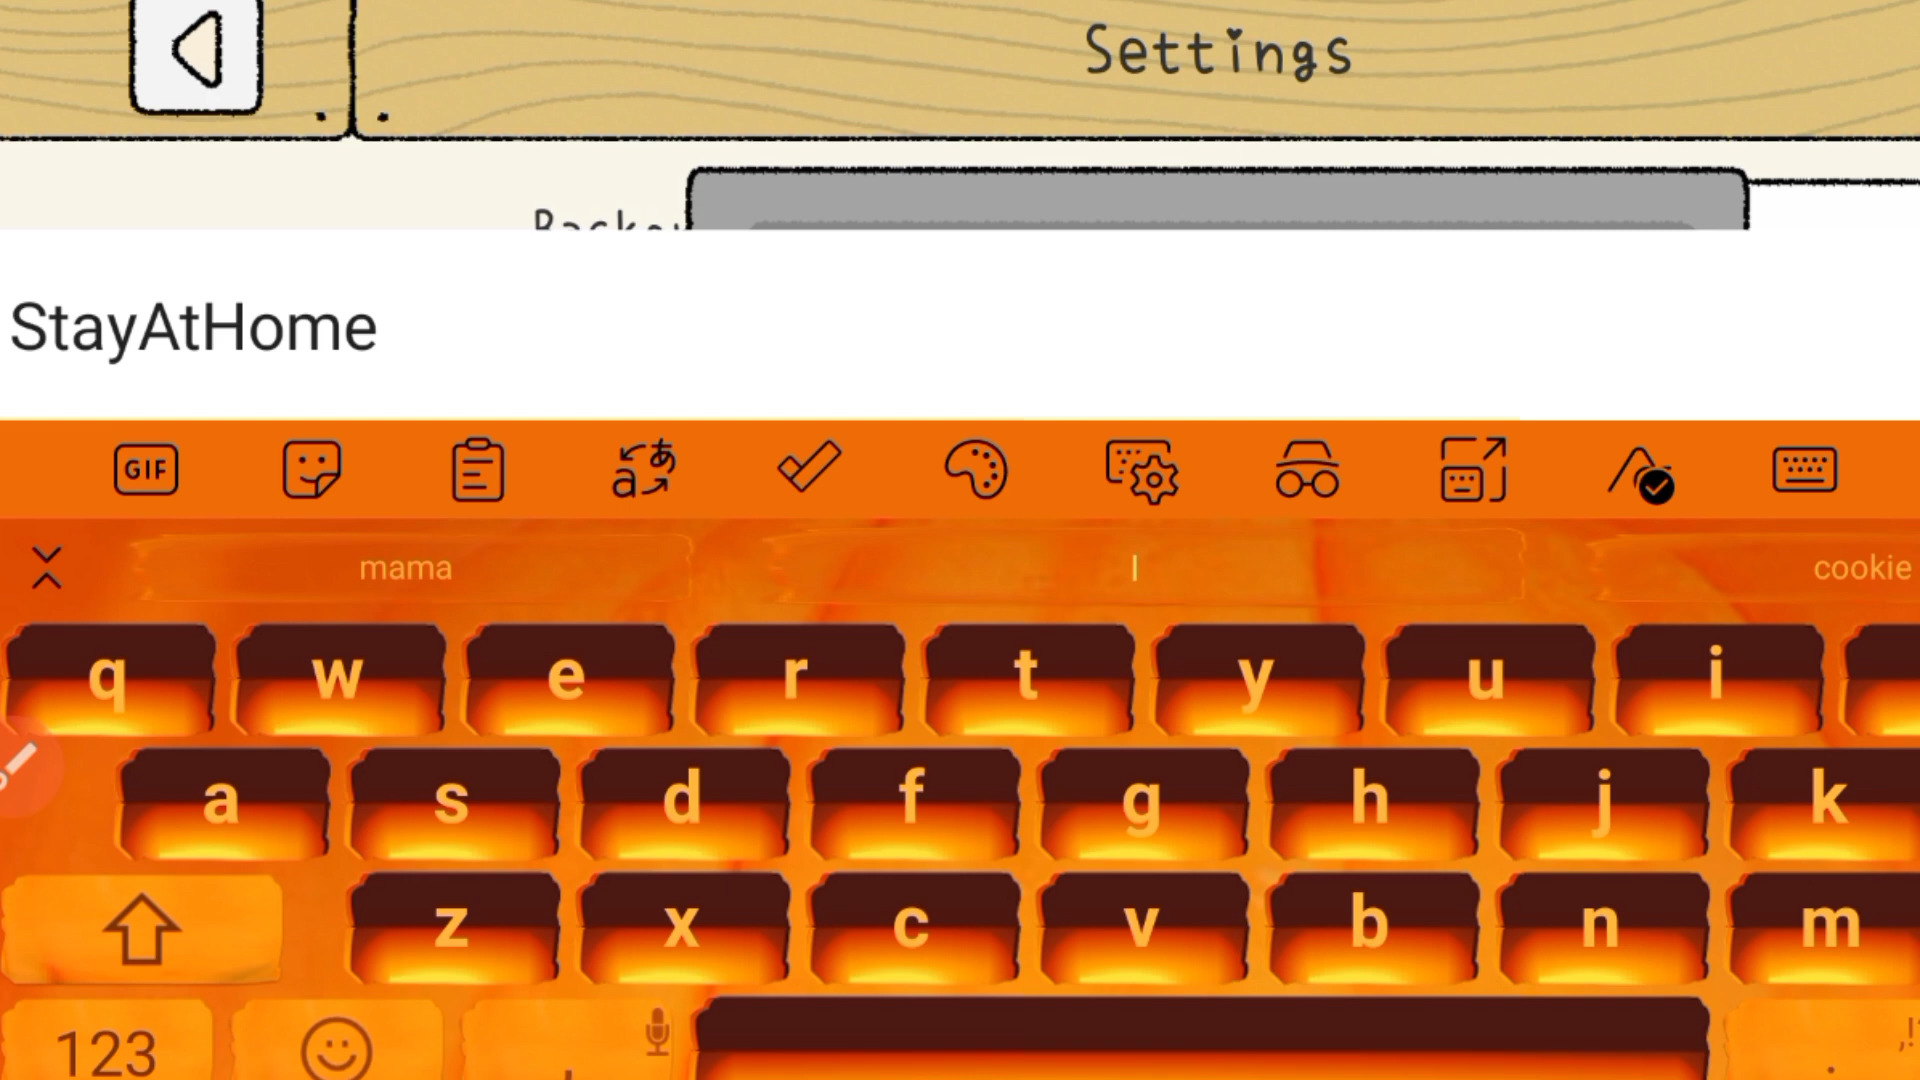 Settings
StayAtHome
GIF
mama
I
cookie
q w e r t y u i
a s d f g h j k
z x c v b n m
123